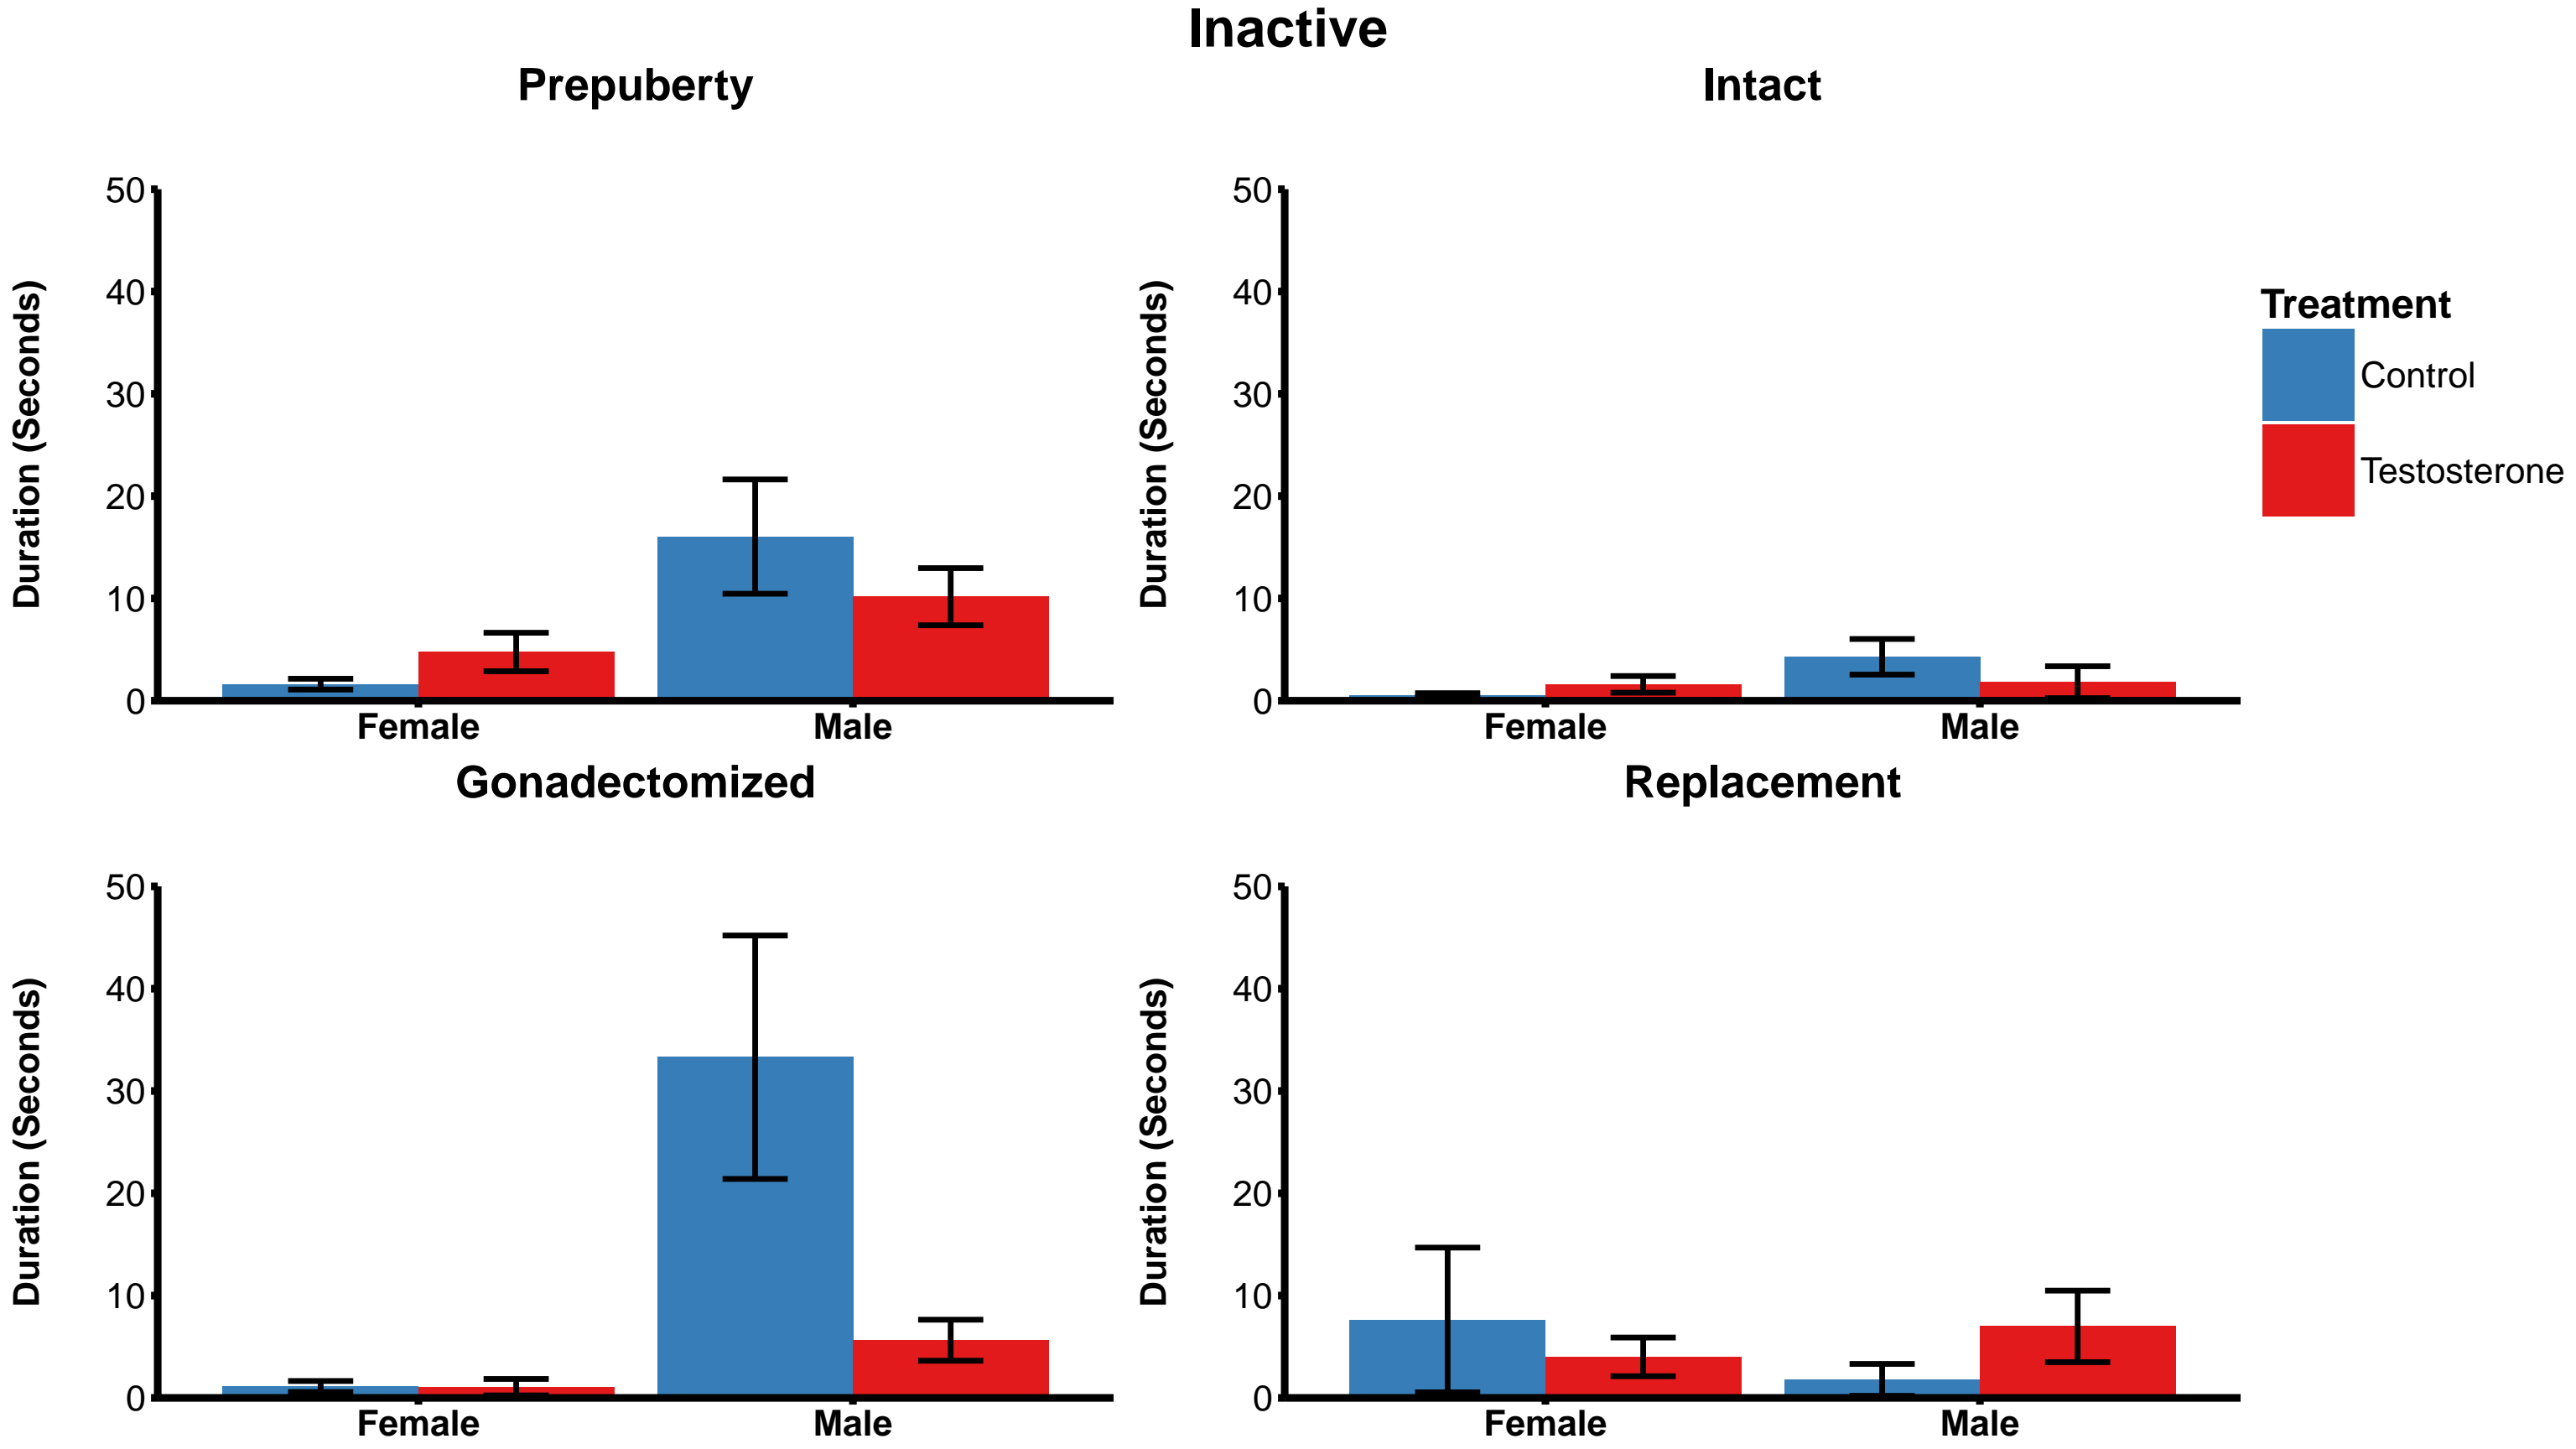 Inactive
Prepuberty
Duration (Seconds)
50
40
30
20
10
0
Female Male
Intact
Duration (Seconds)
50
40
30
20
10
0
Female Male
Treatment
Control
Testosterone
Gonadectomized
Duration (Seconds)
50
40
30
20
10
0
Female Male
Replacement
Duration (Seconds)
50
40
30
20
10
0
Female Male